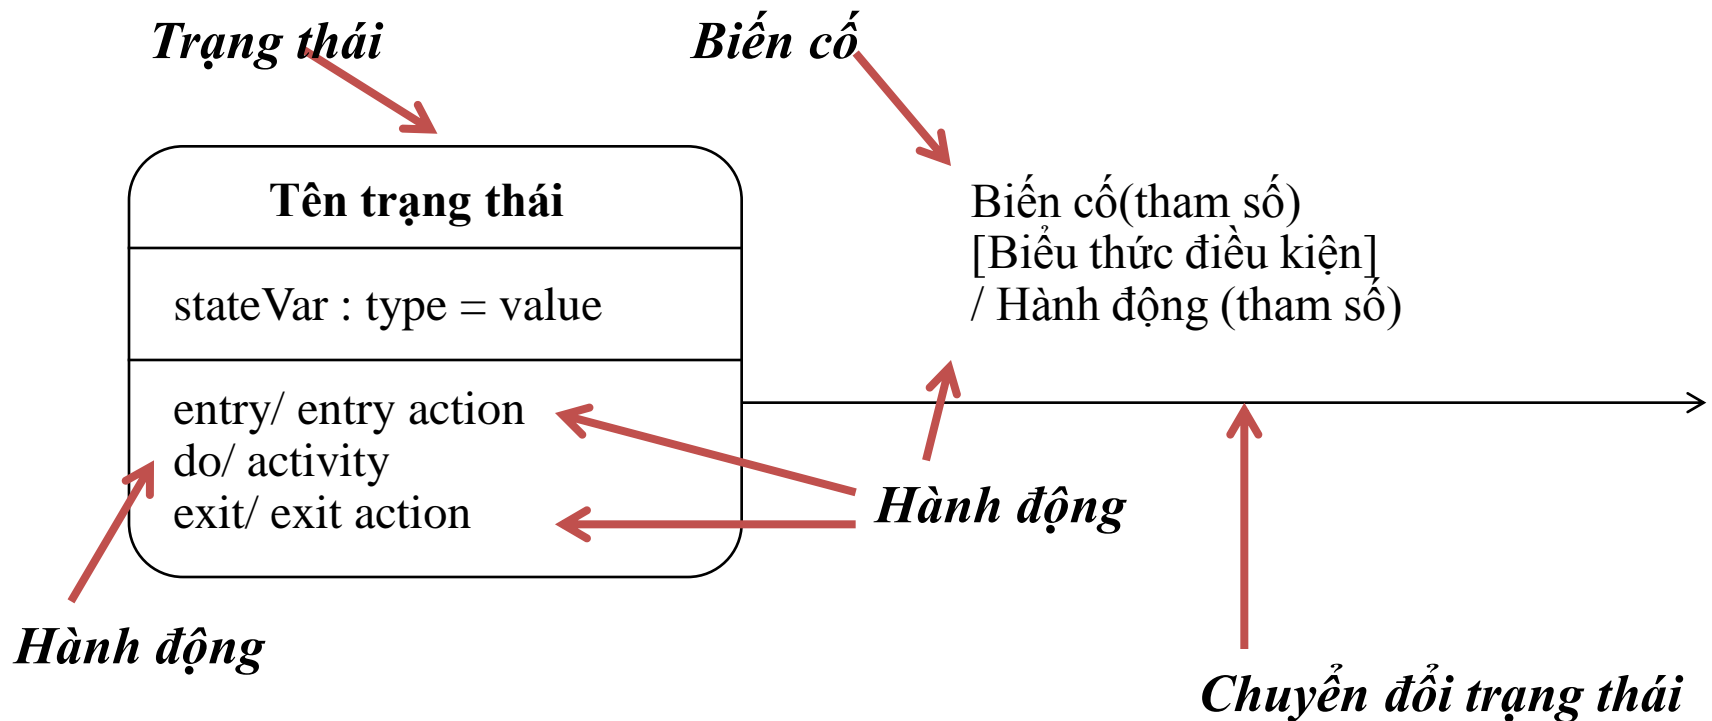 Trạng thái
Biến cố
Tên trạng thái
stateVar : type = value
entry/ entry action
do/ activity
exit/ exit action
Biến cố(tham số)
[Biểu thức điều kiện]
/ Hành động (tham số)
Hành động
Hành động
Chuyển đổi trạng thái